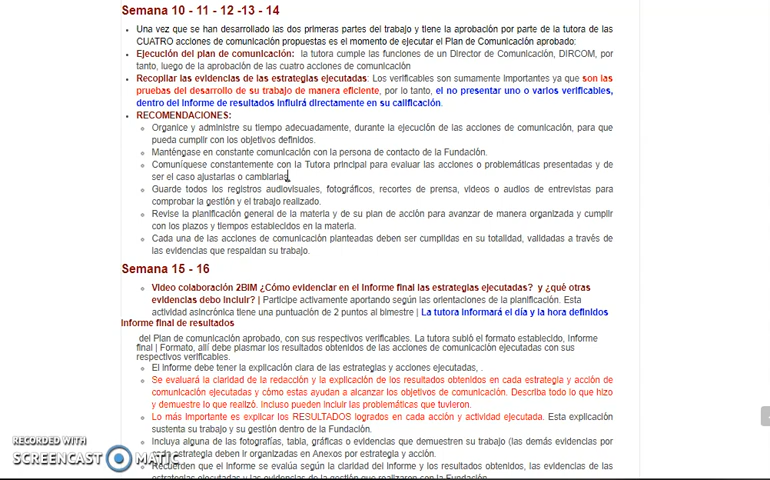 Semana 10 - 11 - 12 -13 - 14
Una vez que se han desarrollado las dos primeras partes del trabajo y tiene la aprobación por parte de la tutora de las
CUATRO acciones de comunicación propuestas es el momento de ejecutar el Plan de Comunicación aprobado:
Ejecución del plan de comunicación: la tutora cumple las funciones de un Director de Comunicación, DIRCOM, por
tanto, luego de la aprobación de las cuatro acciones de comunicación
Recopilar las evidencias de las estrategias ejecutadas: Los verificables son sumamente importantes ya que son las
pruebas del desarrollo de su trabajo de manera eficiente, por lo tanto, el no presentar uno o varios verificables,
dentro del Informe de resultados influirá directamente en su calificación.
RECOMENDACIONES:
Organice y administre su tiempo adecuadamente, durante la ejecución de las acciones de comunicación, para que
pueda cumplir con los objetivos definidos.
Manténgase en constante comunicación con la persona de contacto de la Fundación.
Comuníquese constantemente con la Tutora principal para evaluar las acciones o problemáticas presentadas y de
ser el caso ajustarlas o cambiarlas.
Guarde todos los registros audiovisuales, fotográficos, recortes de prensa, videos o audios de entrevistas para
comprobar la gestión y el trabajo realizado.
Revise la planificación general de la materia y de su plan de acción para avanzar de manera organizada y cumplir
con los plazos y tiempos establecidos en la materia.
Cada una de las acciones de comunicación planteadas deben ser cumplidas en su totalidad, validadas a través de
las evidencias que respaldan su trabajo.
Semana 15 - 16
Video colaboración 2BIM ¿Cómo evidenciar en el Informe final las estrategias ejecutadas? y ¿qué otras
evidencias debo incluir? | Participe activamente aportando según las orientaciones de la planificación. Esta
actividad asincrónica tiene una puntuación de 2 puntos al bimestre | La tutora informará el día y la hora definidos
Informe final de resultados
del Plan de comunicación aprobado, con sus respectivos verificables. La tutora subió el formato establecido, Informe
final | Formato, allí debe plasmar los resultados obtenidos de las acciones de comunicación ejecutadas con sus
respectivos verificables.
El Informe debe tener la explicación clara de las estrategias y acciones ejecutadas, .
Se evaluará la claridad de la redacción y la explicación de los resultados obtenidos en cada estrategia y acción de
comunicación ejecutadas y cómo estas ayudan a alcanzar los objetivos de comunicación. Describa todo lo que hizo
y demuestre lo que realizó. Incluso pueden incluir las problemáticas que tuvieron.
Lo más importante es explicar los RESULTADOS logrados en cada acción y actividad ejecutada. Esta explicación
sustenta su trabajo y su gestión dentro de la Fundación.
Incluya alguna de las fotografías, tabla, gráficos o evidencias que demuestren su trabajo (las demás evidencias por
cada estrategia deben ir organizadas en Anexos por estrategia y acción.
Recuerden que el Informe se evalúa según la claridad del Informe y los resultados obtenidos, las evidencias de las
estrategias ejecutadas y las evidencias de la gestión que realizaron con la Fundación.
RECORDED WITH
SCREENCAST MATIC